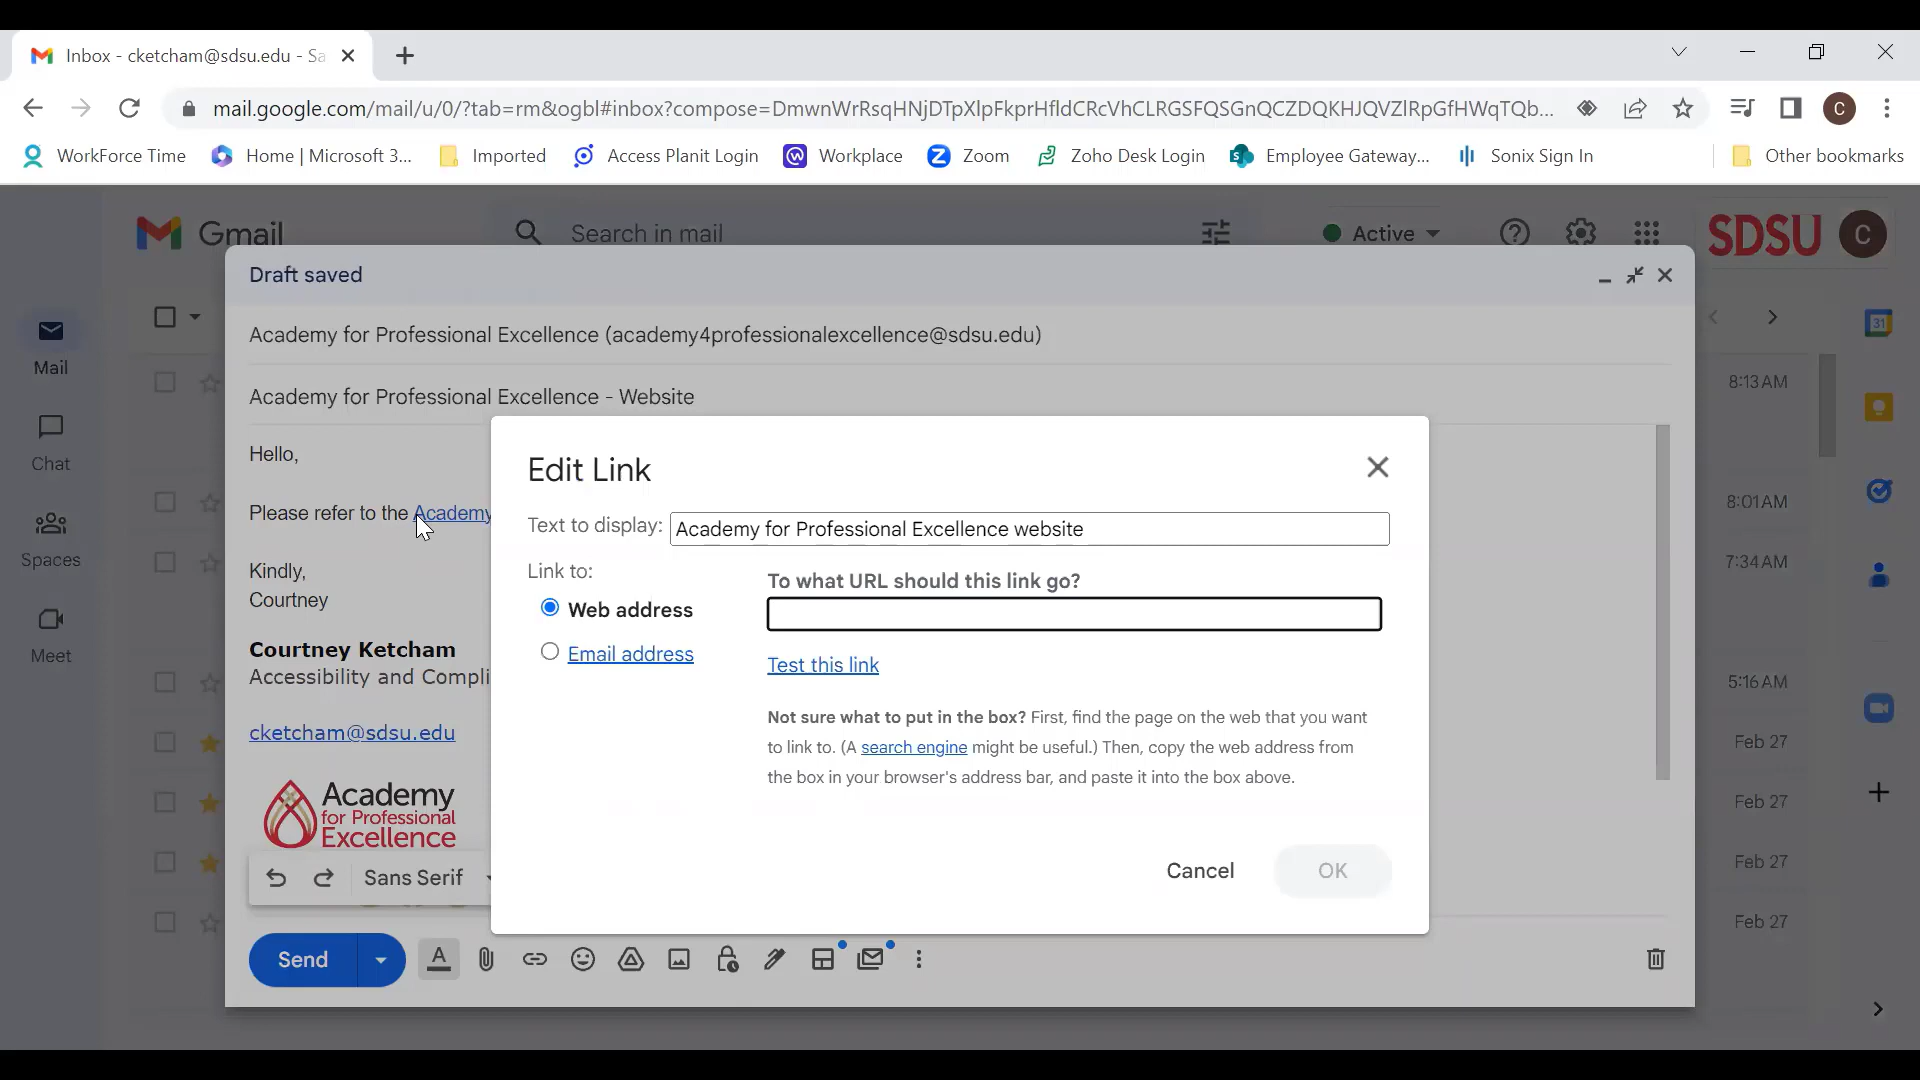 Inbox - cketcham@sdsu.edu - Sa
mail.google.com/mail/u/0/?tab=rm&ogbl#inbox?compose=DmwnWrRsqHNjDTpXlpFkprHfldCRcVhCLRGSFQSGnQCZDQKHJQVZlRpGfHWqTQb...
C
WorkForce Time
Home | Microsoft 3...
Imported
Access Planit Login
Workplace
Zoom
Zoho Desk Login
Employee Gateway...
Sonix Sign In
Other bookmarks
Gmail
Search in mail
Active
SDSU
C
Draft saved
Mail
Chat
Spaces
Meet
Academy for Professional Excellence (academy4professionalexcellence@sdsu.edu)
Academy for Professional Excellence - Website
Hello,
Please refer to the Academy
Kindly,
Courtney
Courtney Ketcham
Accessibility and Compli
cketcham@sdsu.edu
Academy
for Professional
Excellence
Sans Serif
Send
Edit Link
Text to display: Academy for Professional Excellence website
Link to:
Web address
Email address
To what URL should this link go?
Test this link
Not sure what to put in the box? First, find the page on the web that you want
to link to. (A search engine might be useful.) Then, copy the web address from
the box in your browser's address bar, and paste it into the box above.
Cancel
OK
8:13 AM
8:01 AM
7:34 AM
5:16 AM
Feb 27
Feb 27
Feb 27
Feb 27
31